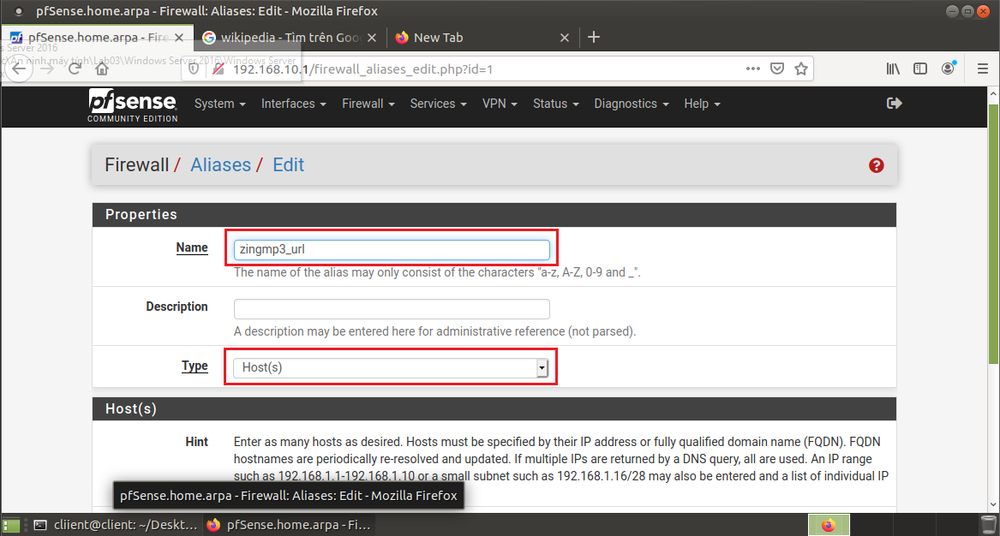 pfSense.home.arpa - Firewall: Aliases: Edit - Mozilla Firefox
pfSense.home.arpa - Fire
wikipedia - Tìm trên Goo
New Tab
s Server 2016
An ninh máy tính\Lab03\Windows Server 2016\Windows Server
192.168.10.1/firewall_aliases_edit.php?id=1
pfsense
COMMUNITY EDITION
System Interfaces Firewall Services VPN Status Diagnostics Help
Firewall / Aliases / Edit
Properties
Name
zingmp3_url
The name of the alias may only consist of the characters "a-z, A-Z, 0-9 and _".
Description
A description may be entered here for administrative reference (not parsed).
Type
Host(s)
Host(s)
Hint
Enter as many hosts as desired. Hosts must be specified by their IP address or fully qualified domain name (FQDN). FQDN
hostnames are periodically re-resolved and updated. If multiple IPs are returned by a DNS query, all are used. An IP range
such as 192.168.1.1-192.168.1.10 or a small subnet such as 192.168.1.16/28 may also be entered and a list of individual IP
pfSense.home.arpa - Firewall: Aliases: Edit - Mozilla Firefox
cliient@client: ~/Deskt...
pfSense.home.arpa - Fi...